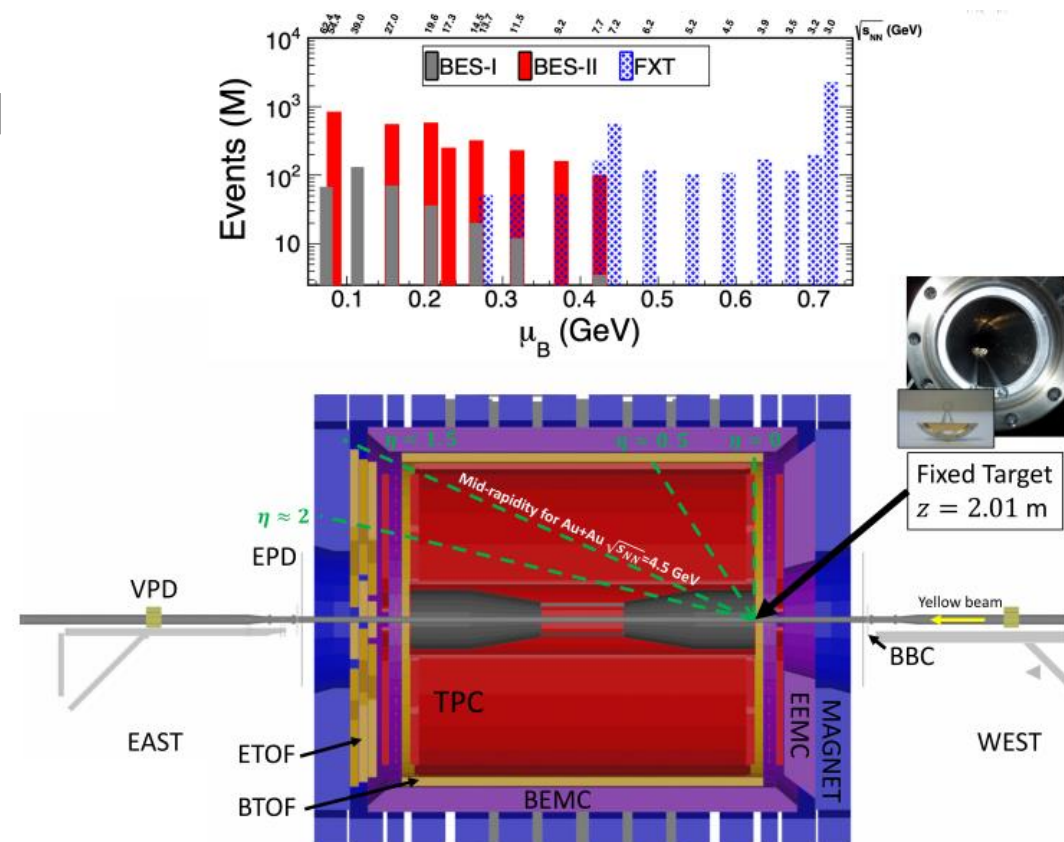 62.4 54.4 39.0 27.0 19.6 17.3 14.5 13.7 11.5 9.2 7.7 7.2 6.2 5.2 4.5 3.9 3.5 3.2 3.0 √sNN (GeV)
10⁴
BES-I BES-II FXT
10³
10²
10
Events (M)
0.1 0.2 0.3 0.4 0.5 0.6 0.7
μB (GeV)
η = 1.5
η = 0.5
η = 0
Fixed Target
z = 2.01 m
Mid-rapidity for Au+Au √sNN=4.5 GeV
η ≈ 2
EPD
VPD
Yellow beam
BBC
TPC
EEMC
MAGNET
EAST
WEST
ETOF
BTOF
BEMC